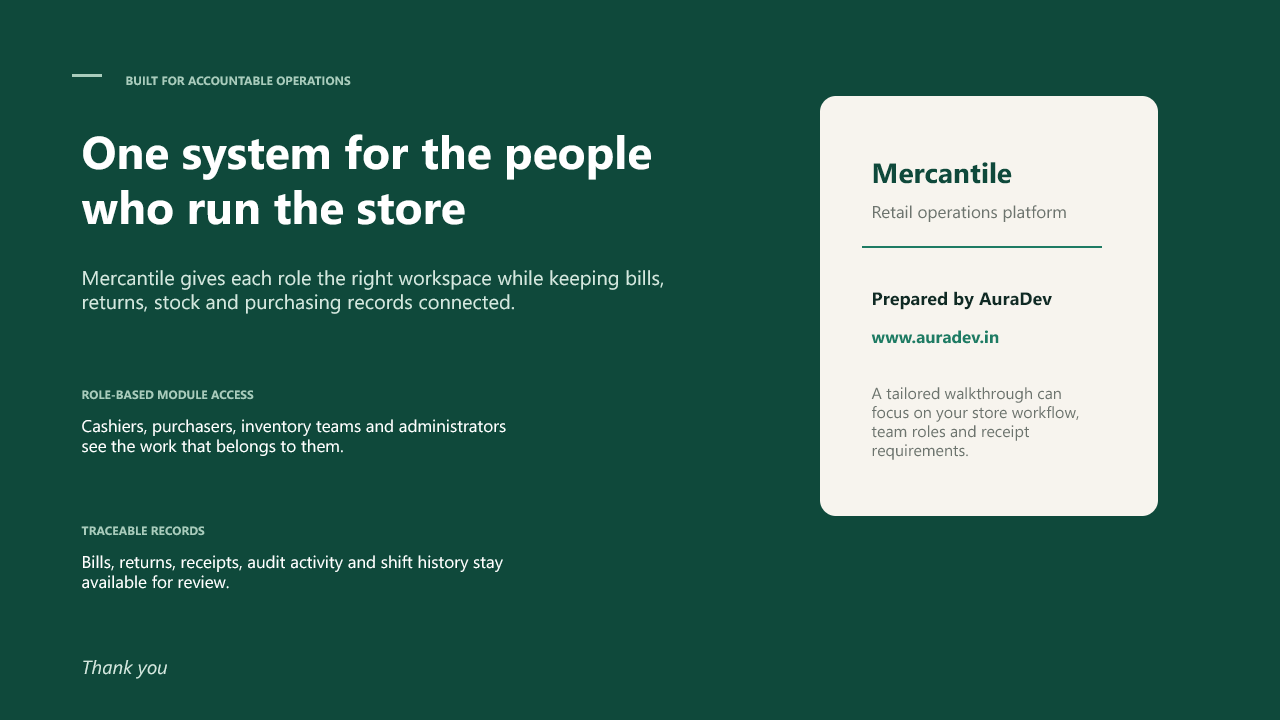 BUILT FOR ACCOUNTABLE OPERATIONS
One system for the people
who run the store
Mercantile gives each role the right workspace while keeping bills,
returns, stock and purchasing records connected.
ROLE-BASED MODULE ACCESS
Cashiers, purchasers, inventory teams and administrators
see the work that belongs to them.
TRACEABLE RECORDS
Bills, returns, receipts, audit activity and shift history stay
available for review.
Thank you
Mercantile
Retail operations platform
Prepared by AuraDev
www.auradev.in
A tailored walkthrough can
focus on your store workflow,
team roles and receipt
requirements.